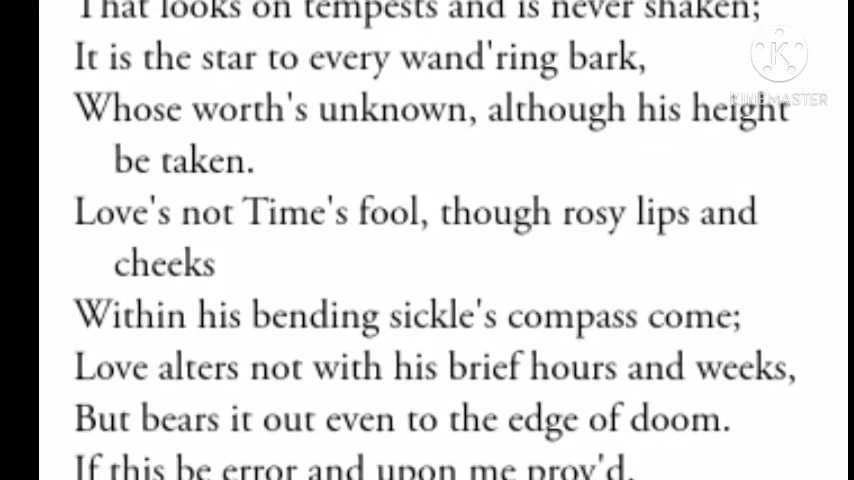 That looks on tempests and is never shaken;
It is the star to every wand'ring bark,
Whose worth's unknown, although his height
be taken.
Love's not Time's fool, though rosy lips and
cheeks
Within his bending sickle's compass come;
Love alters not with his brief hours and weeks,
But bears it out even to the edge of doom.
If this be error and upon me prov'd,
K
KINEMASTER